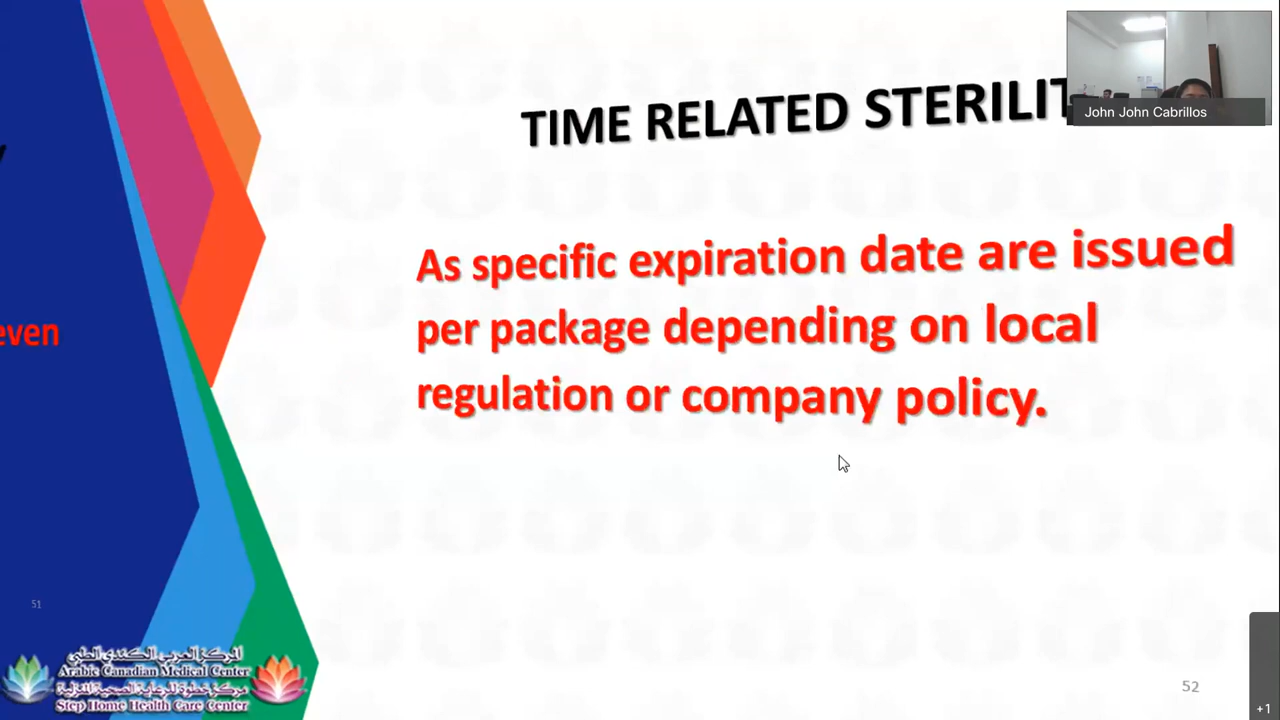 TIME RELATED STERILIT
John John Cabrillos
As specific expiration date are issued
per package depending on local
regulation or company policy.
even
51
المركز العربي الكندي الطبي
Arabic Canadian Medical Center
مركز خطوة للرعاية الصحية المنزلية
Step Home Health Care Center
52
+1